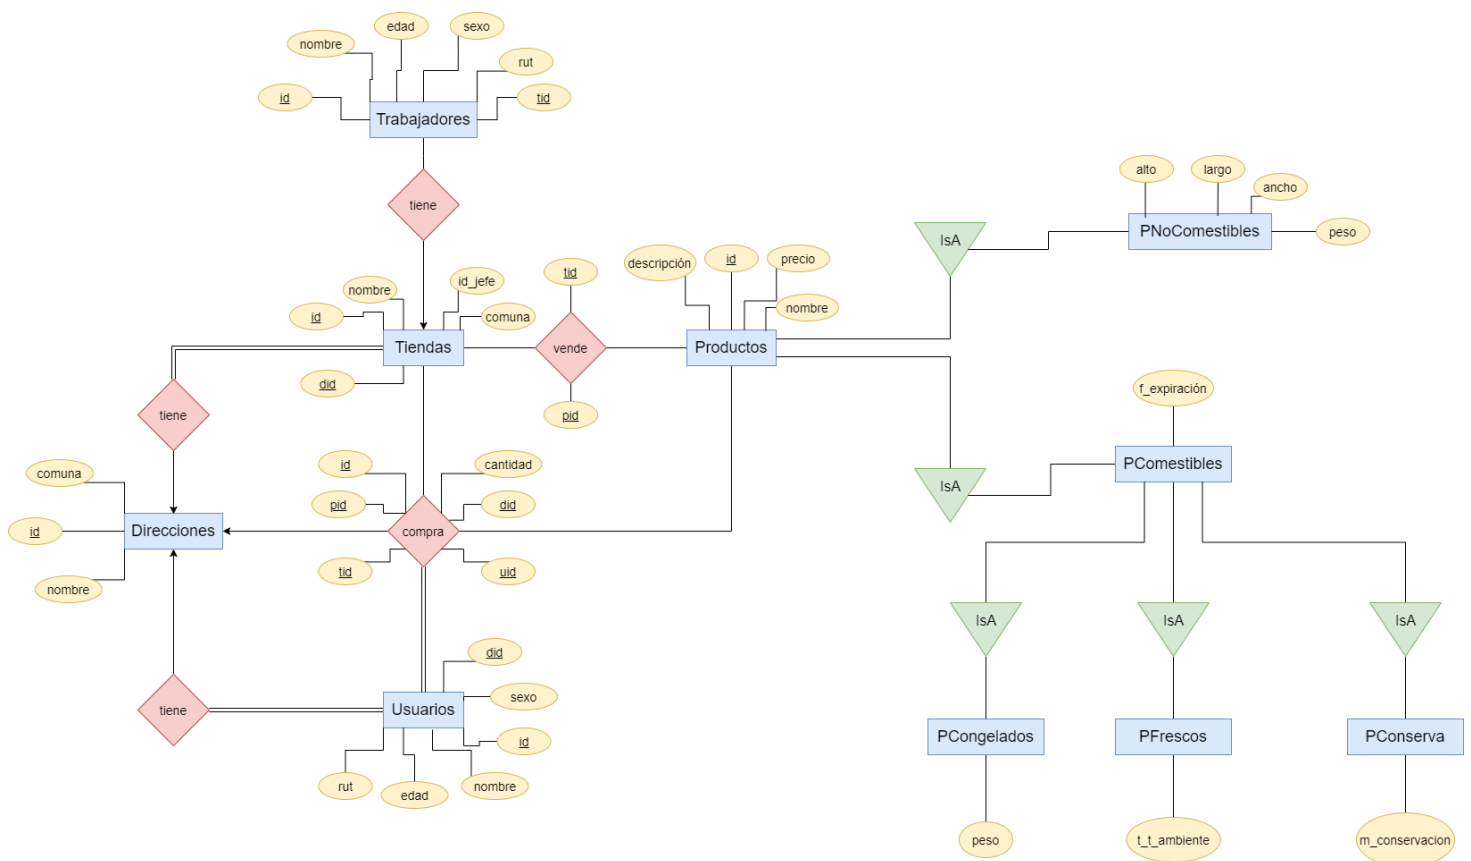 edad
sexo
nombre
rut
id
tid
Trabajadores
alto
largo
ancho
tiene
peso
PNoComestibles
IsA
descripción
id
precio
tid
nombre
id_jefe
nombre
id
comuna
Tiendas
vende
Productos
did
pid
tiene
f_expiración
comuna
id
cantidad
PComestibles
pid
did
IsA
id
Direcciones
compra
nombre
tid
uid
IsA
IsA
IsA
did
sexo
tiene
Usuarios
id
PCongelados
PFrescos
PConserva
rut
edad
nombre
peso
t_t_ambiente
m_conservacion